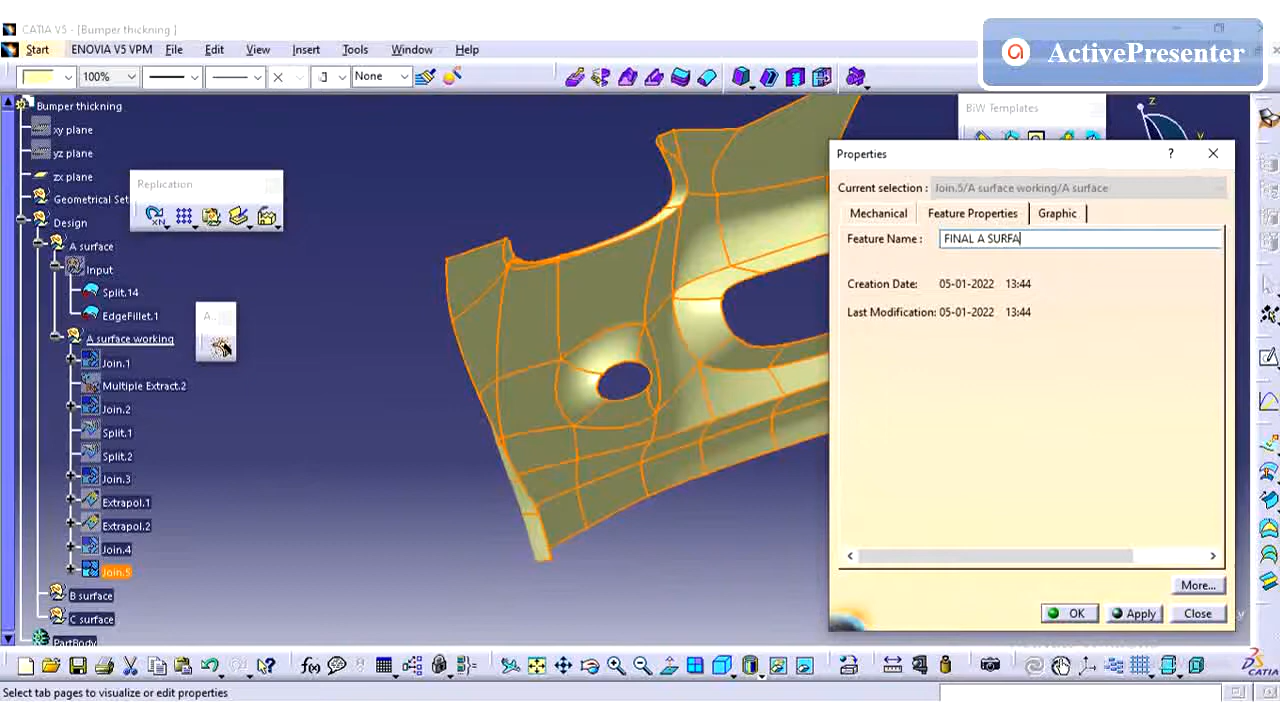 CATIA V5 - [Bumper thickning ]
Start ENOVIA V5 VPM File Edit View Insert Tools Window Help
ActivePresenter
100% None
Bumper thickning
xy plane
yz plane
zx plane
Geometrical Set
Design
A surface
Input
Split.14
EdgeFillet.1
A surface working
Join.1
Multiple Extract.2
Join.2
Split.1
Split.2
Join.3
Extrapol.1
Extrapol.2
Join.4
Join.5
B surface
C surface
PartBody
Replication
A..
BiW Templates
z
y
Properties
? 
Current selection : Join.5/A surface working/A surface
Mechanical Feature Properties Graphic
Feature Name : FINAL A SURFA
Creation Date: 05-01-2022 13:44
Last Modification: 05-01-2022 13:44
More...
OK Apply Close
f(x)
CATIA
Select tab pages to visualize or edit properties